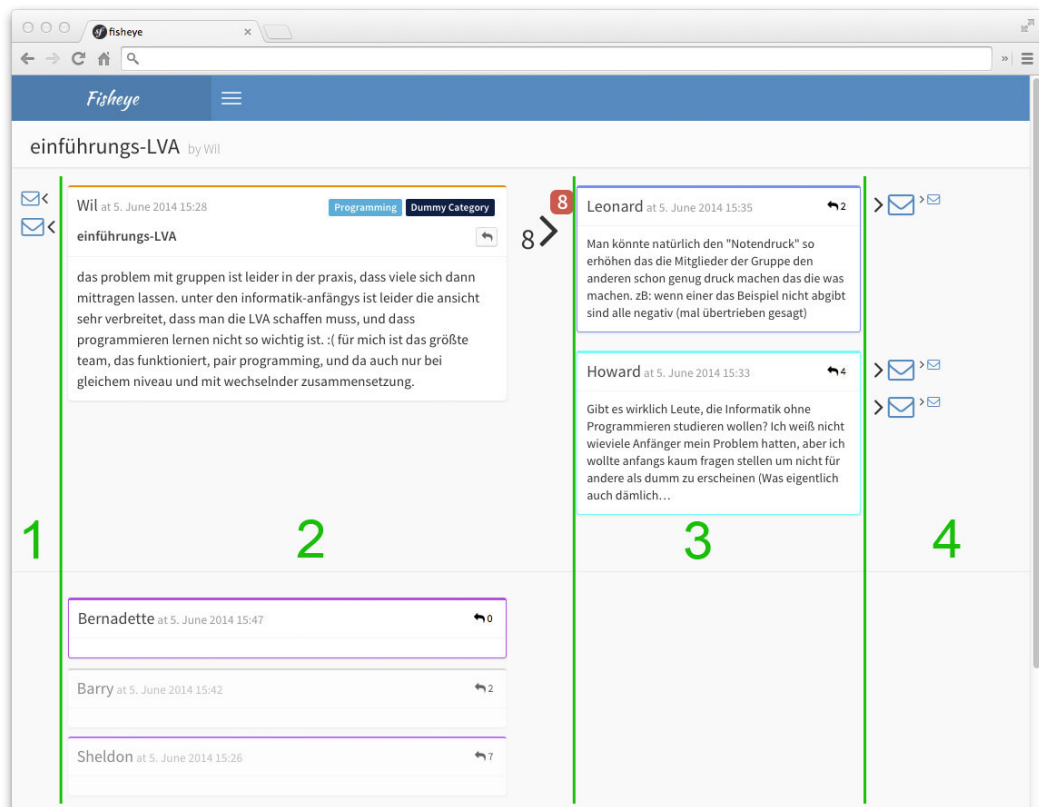 fisheye
Fisheye
einführungs-LVA by Wil
Wil at 5. June 2014 15:28 Programming Dummy Category
einführungs-LVA
das problem mit gruppen ist leider in der praxis, dass viele sich dann
mittragen lassen. unter den informatik-anfängys ist leider die ansicht
sehr verbreitet, dass man die LVA schaffen muss, und dass
programmieren lernen nicht so wichtig ist. :( für mich ist das größte
team, das funktioniert, pair programming, und da auch nur bei
gleichem niveau und mit wechselnder zusammensetzung.
8
8
Leonard at 5. June 2014 15:35 2
Man könnte natürlich den "Notendruck" so
erhöhen das die Mitglieder der Gruppe den
anderen schon genug druck machen das die was
machen. zB: wenn einer das Beispiel nicht abgibt
sind alle negativ (mal übertrieben gesagt)
Howard at 5. June 2014 15:33 4
Gibt es wirklich Leute, die Informatik ohne
Programmieren studieren wollen? Ich weiß nicht
wieviele Anfänger mein Problem hatten, aber ich
wollte anfangs kaum fragen stellen um nicht für
andere als dumm zu erscheinen (Was eigentlich
auch dämlich…
1 2 3 4
Bernadette at 5. June 2014 15:47 0
Barry at 5. June 2014 15:42 2
Sheldon at 5. June 2014 15:26 7